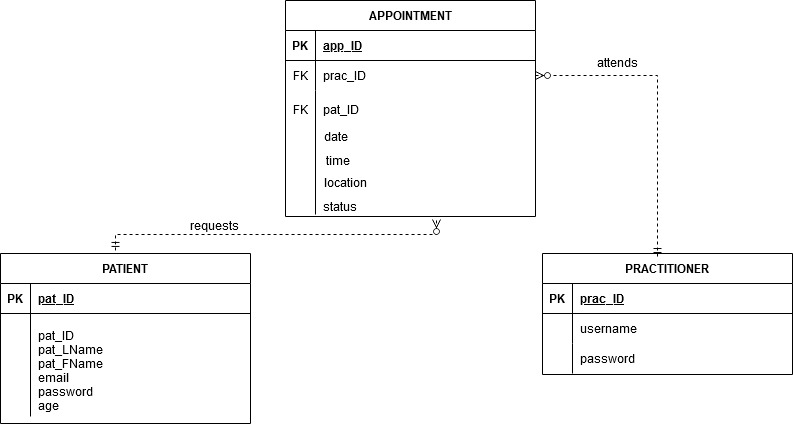 APPOINTMENT
PK app_ID
FK prac_ID
FK pat_ID
date
time
location
status
attends
requests
PATIENT
PK pat_ID
pat_ID
pat_LName
pat_FName
email
password
age
PRACTITIONER
PK prac_ID
username
password